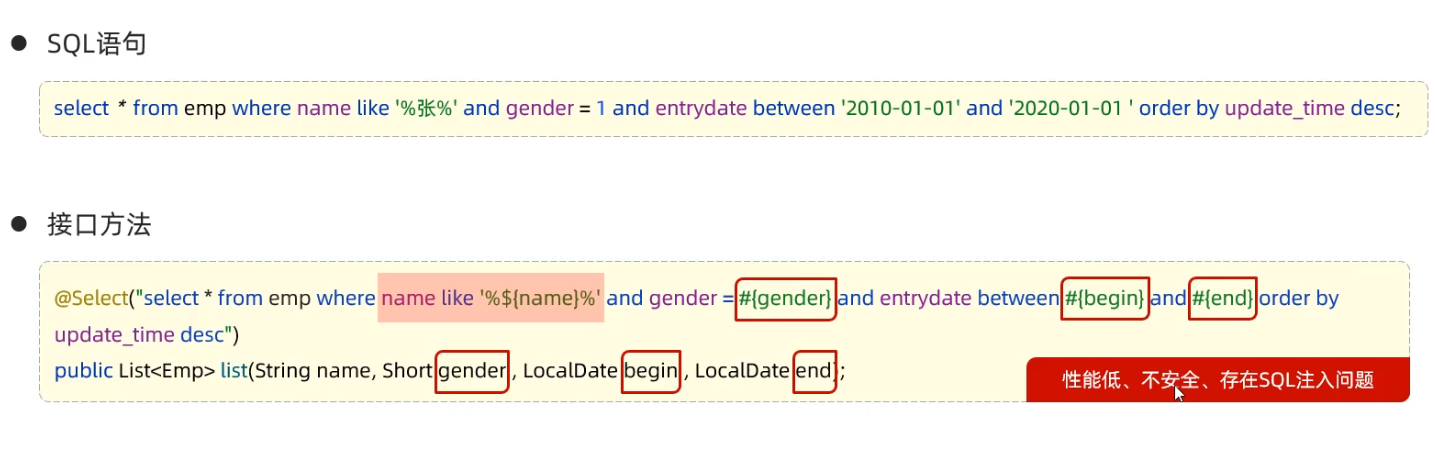 SQL语句
select * from emp where name like '%张%' and gender = 1 and entrydate between '2010-01-01' and '2020-01-01 ' order by update_time desc;
接口方法
@Select("select * from emp where name like '%${name}%' and gender = #{gender} and entrydate between #{begin} and #{end} order by
update_time desc")
public List<Emp> list(String name, Short gender , LocalDate begin , LocalDate end);
性能低、不安全、存在SQL注入问题